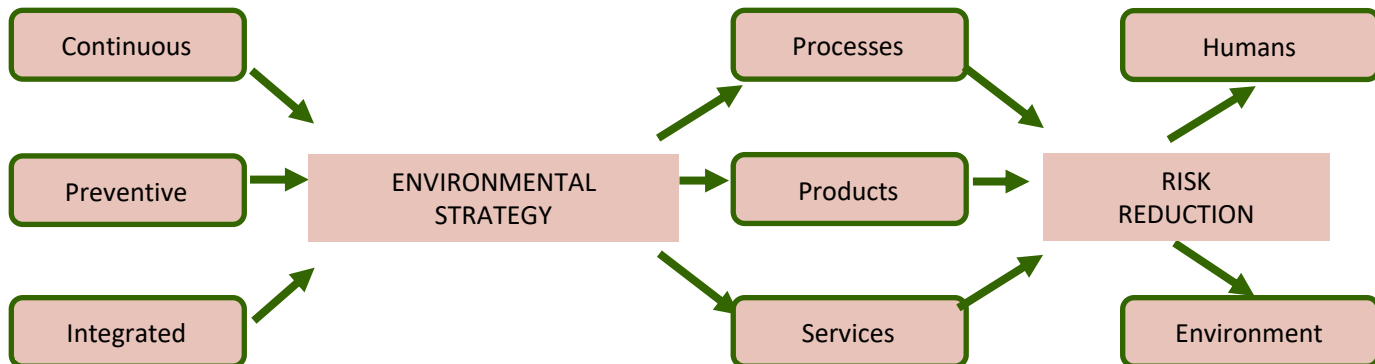 Continuous
Processes
Humans
Preventive
ENVIRONMENTAL
STRATEGY
Products
RISK
REDUCTION
Integrated
Services
Environment